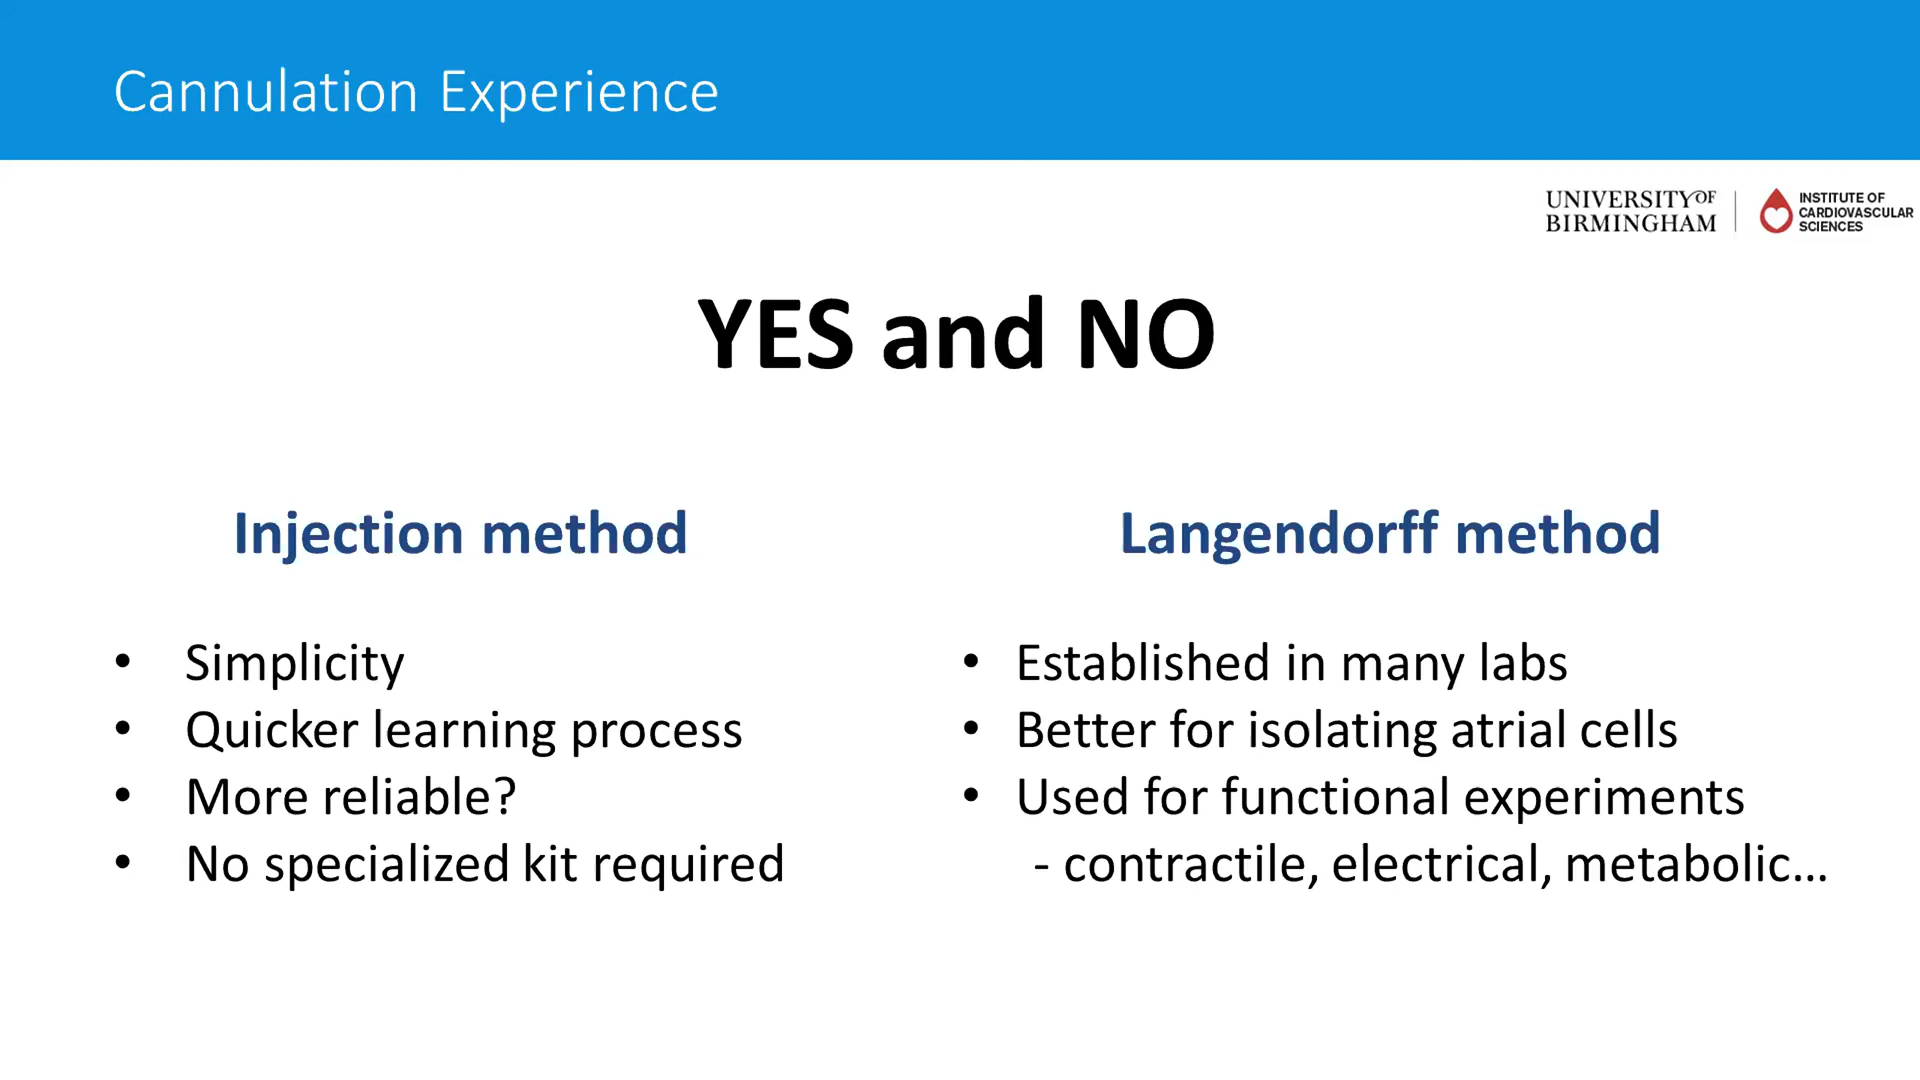 Cannulation Experience
UNIVERSITY OF
BIRMINGHAM
INSTITUTE OF
CARDIOVASCULAR
SCIENCES
YES and NO
Injection method
• Simplicity
• Quicker learning process
• More reliable?
• No specialized kit required
Langendorff method
• Established in many labs
• Better for isolating atrial cells
• Used for functional experiments
- contractile, electrical, metabolic...